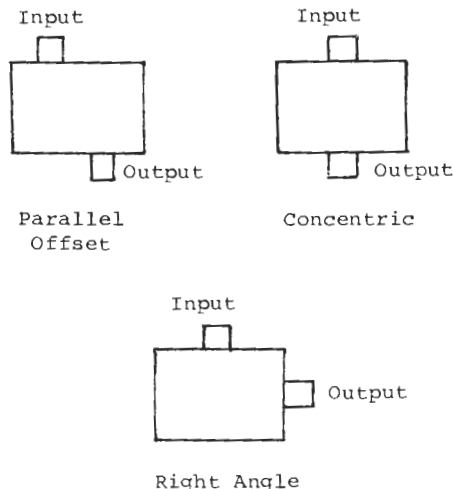 Input
Input
Output
Output
Parallel
Offset
Concentric
Input
Output
Right Angle